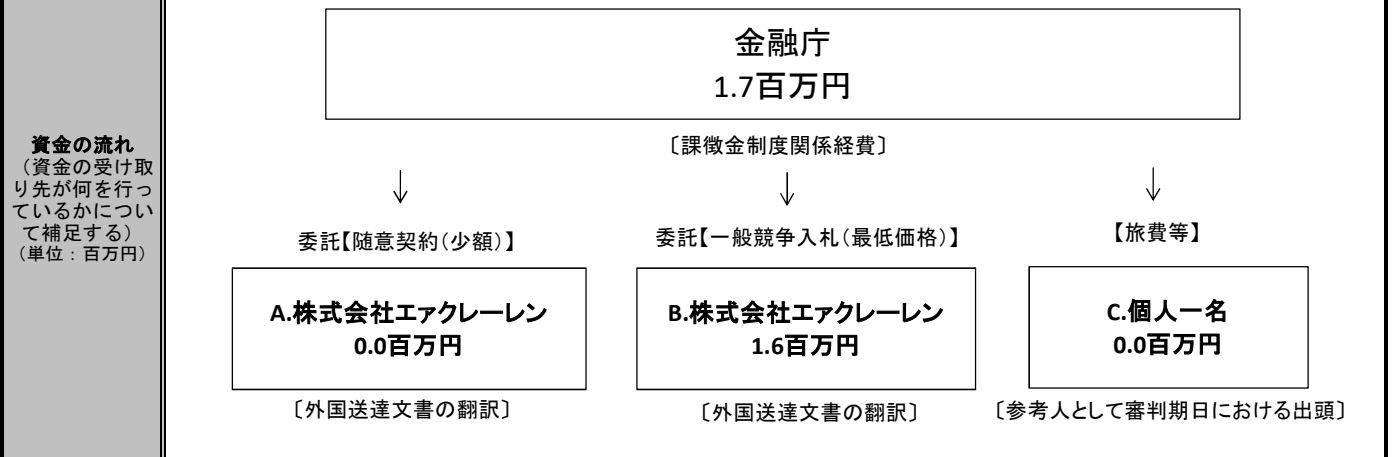 資金の流れ
（資金の受け取
り先が何を行っ
ているかについ
て補足する）
（単位：百万円）
金融庁
1.7百万円
〔課徴金制度関係経費〕
↓ ↓ ↓
委託【随意契約（少額）】 委託【一般競争入札（最低価格）】 【旅費等】
A.株式会社エァクレーレン
0.0百万円
〔外国送達文書の翻訳〕
B.株式会社エァクレーレン
1.6百万円
〔外国送達文書の翻訳〕
C.個人一名
0.0百万円
〔参考人として審判期日における出頭〕